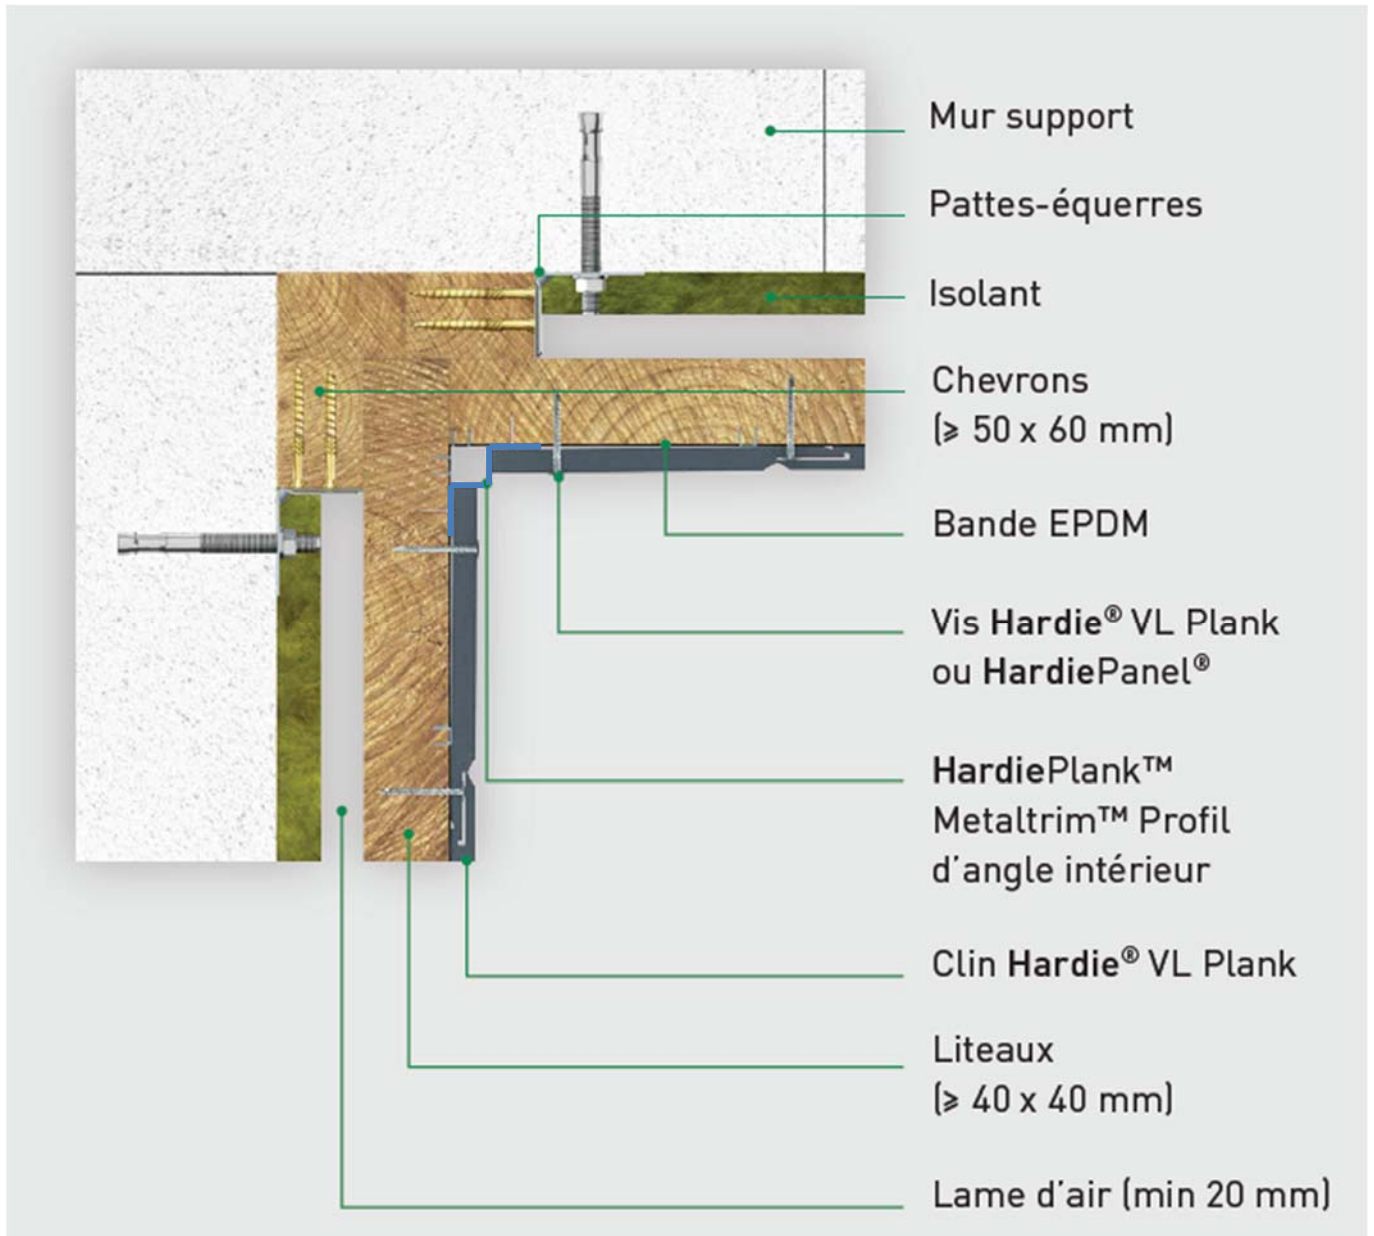 Mur support
Pattes-équerres
Isolant
Chevrons
(⩾ 50 x 60 mm)
Bande EPDM
Vis Hardie® VL Plank
ou HardiePanel®
HardiePlank™
Metaltrim™ Profil
d'angle intérieur
Clin Hardie® VL Plank
Liteaux
(⩾ 40 x 40 mm)
Lame d'air (min 20 mm)